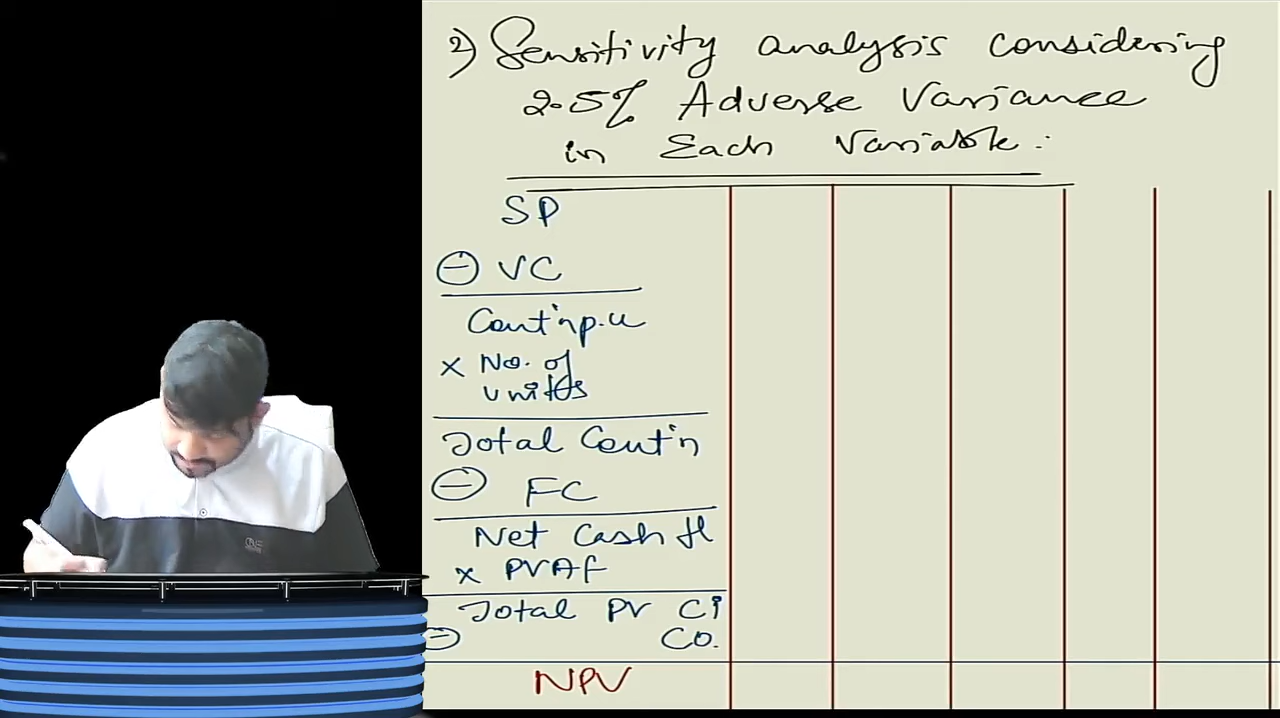 2) Sensitivity analysis considering
2.5% Adverse Variance
in Each Variable :
SP
⊖ VC
Cont'n p.u
× No. of
units
Total Cont'n
⊖ FC
Net Cash fl
× PVAF
Total PV CI
⊖ CO.
NPV